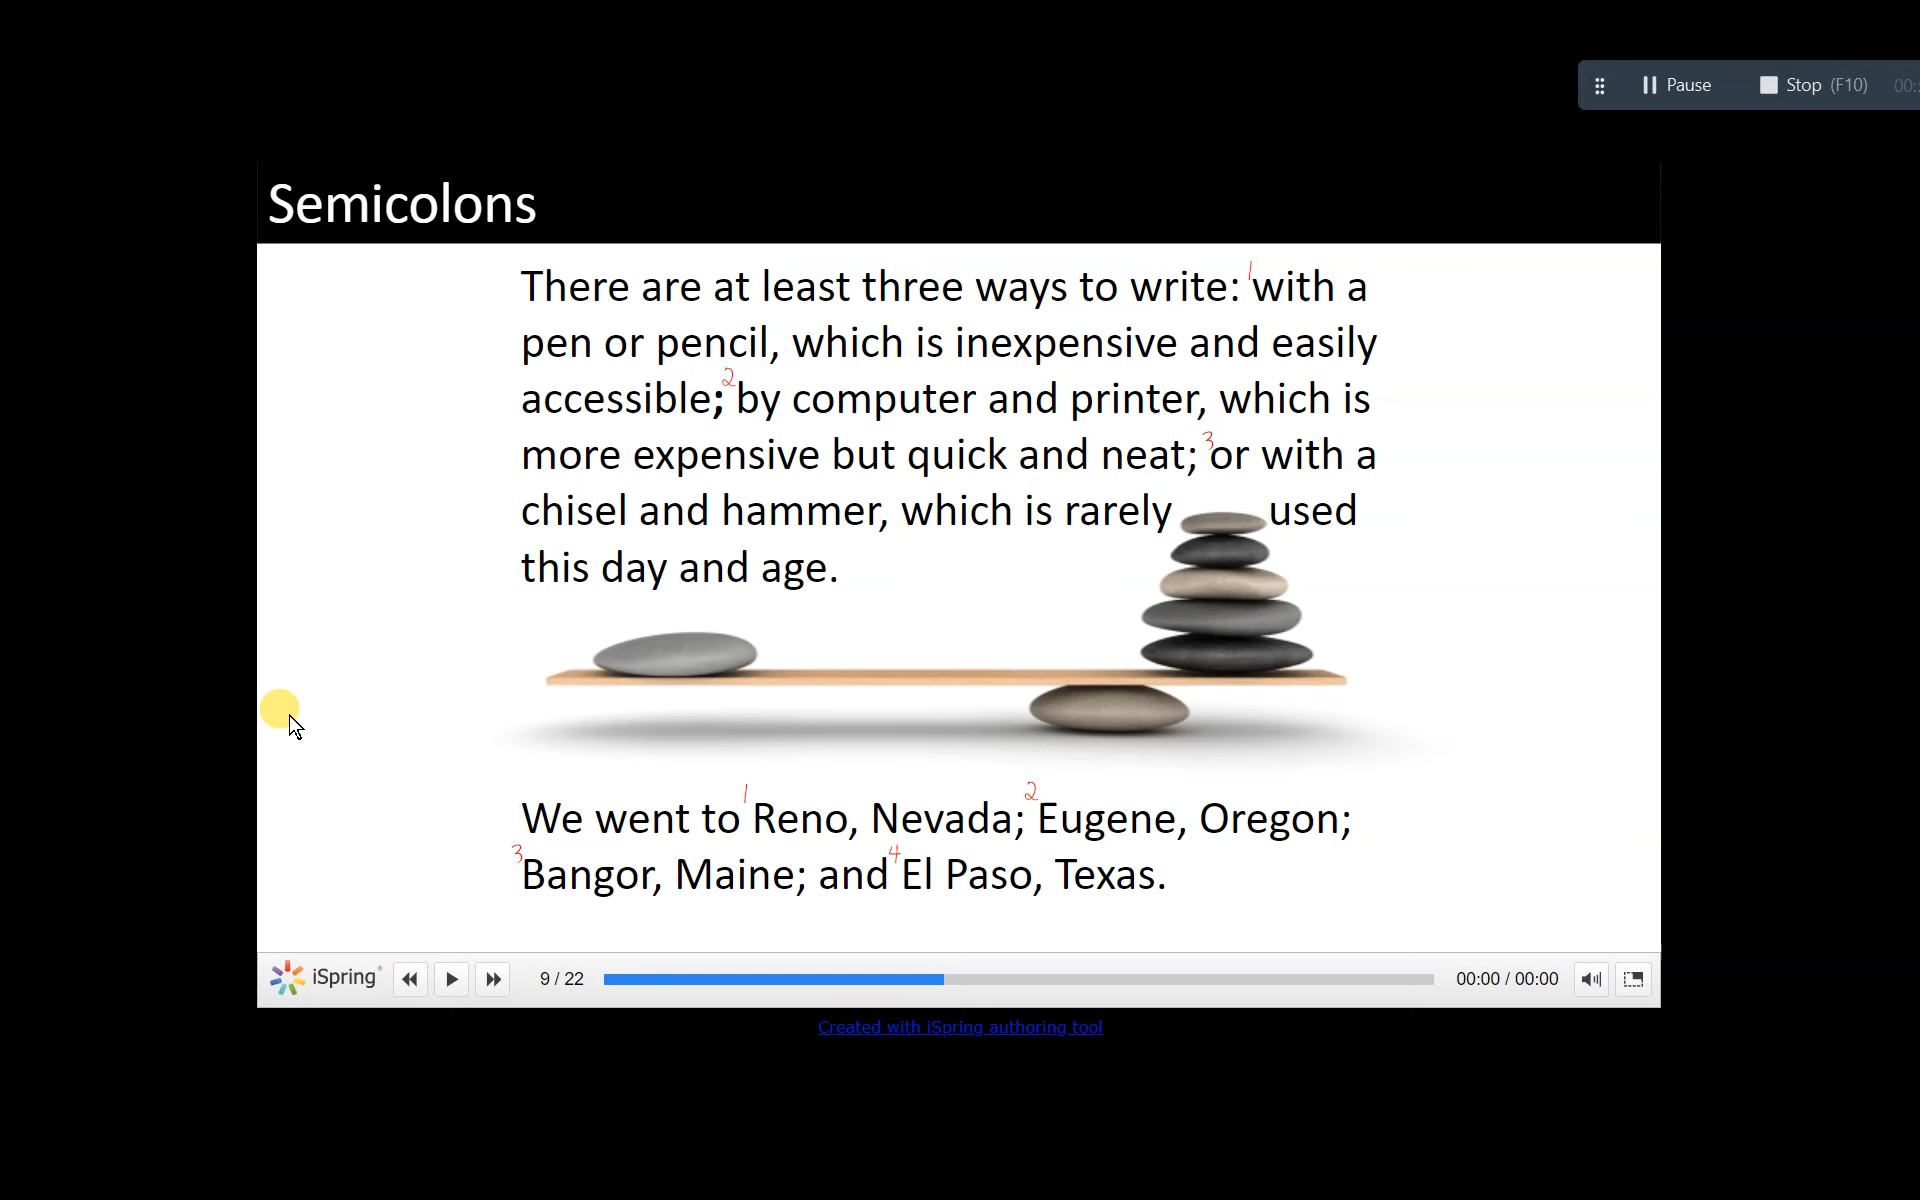 Pause Stop (F10) 00:
Semicolons
There are at least three ways to write: 1 with a
pen or pencil, which is inexpensive and easily
accessible; 2 by computer and printer, which is
more expensive but quick and neat; 3 or with a
chisel and hammer, which is rarely used
this day and age.
We went to 1 Reno, Nevada; 2 Eugene, Oregon;
3 Bangor, Maine; and 4 El Paso, Texas.
iSpring 9 / 22 00:00 / 00:00
Created with iSpring authoring tool